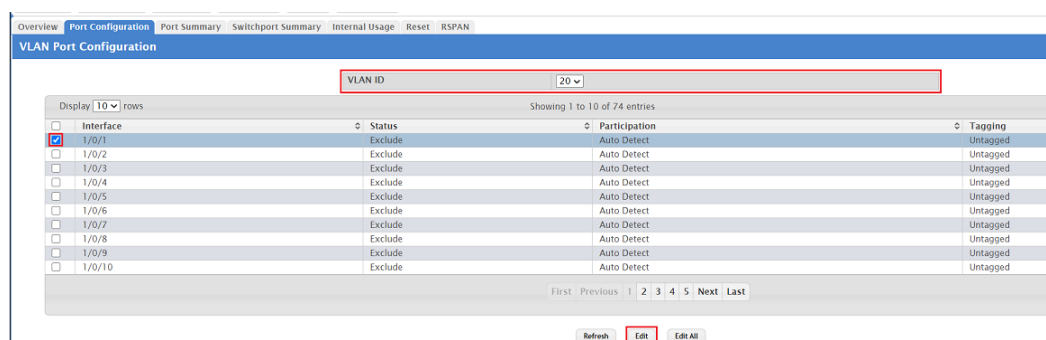 Overview Port Configuration Port Summary Switchport Summary Internal Usage Reset RSPAN
VLAN Port Configuration
VLAN ID 20
Display 10 rows Showing 1 to 10 of 74 entries
Interface Status Participation Tagging
1/0/1 Exclude Auto Detect Untagged
1/0/2 Exclude Auto Detect Untagged
1/0/3 Exclude Auto Detect Untagged
1/0/4 Exclude Auto Detect Untagged
1/0/5 Exclude Auto Detect Untagged
1/0/6 Exclude Auto Detect Untagged
1/0/7 Exclude Auto Detect Untagged
1/0/8 Exclude Auto Detect Untagged
1/0/9 Exclude Auto Detect Untagged
1/0/10 Exclude Auto Detect Untagged
First Previous 1 2 3 4 5 Next Last
Refresh Edit Edit All